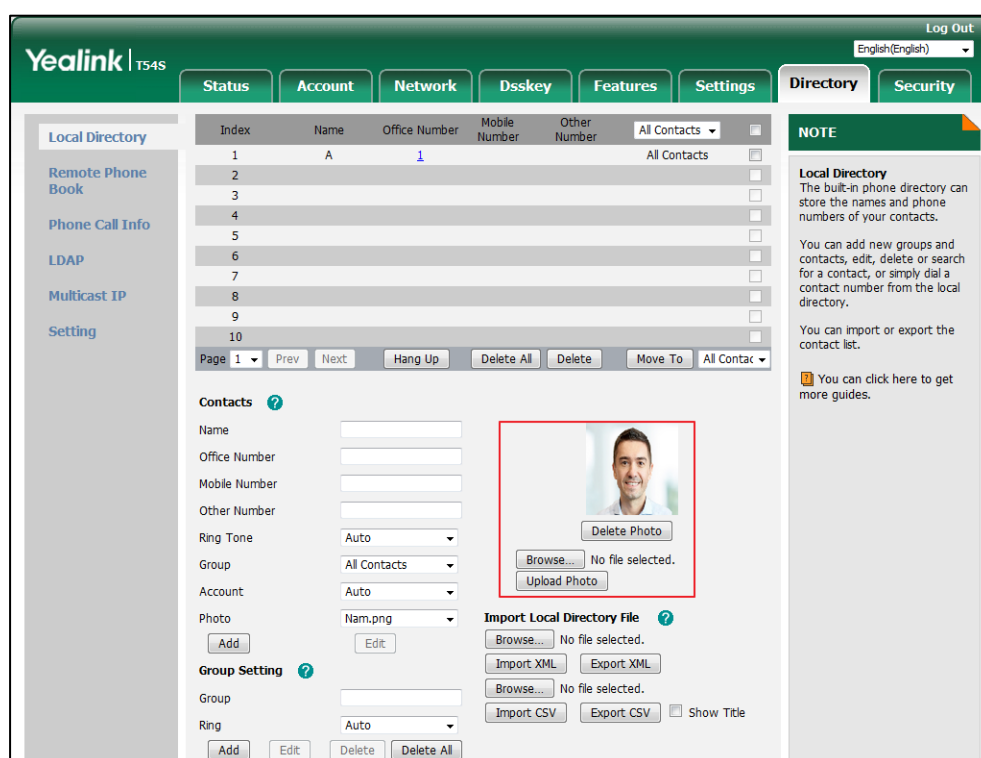 Log Out
Yealink T54S
English(English)
Status Account Network Dsskey Features Settings Directory Security
Local Directory
Remote Phone
Book
Phone Call Info
LDAP
Multicast IP
Setting
Index Name Office Number Mobile Number Other Number All Contacts
1 A 1 All Contacts
2
3
4
5
6
7
8
9
10
Page 1 Prev Next Hang Up Delete All Delete Move To All Contac
Contacts ?
Name
Office Number
Mobile Number
Other Number
Ring Tone Auto
Group All Contacts
Account Auto
Photo Nam.png
Add Edit
Group Setting ?
Group
Ring Auto
Add Edit Delete Delete All
Delete Photo
Browse... No file selected.
Upload Photo
Import Local Directory File ?
Browse... No file selected.
Import XML Export XML
Browse... No file selected.
Import CSV Export CSV Show Title
NOTE
Local Directory
The built-in phone directory can
store the names and phone
numbers of your contacts.
You can add new groups and
contacts, edit, delete or search
for a contact, or simply dial a
contact number from the local
directory.
You can import or export the
contact list.
? You can click here to get
more guides.